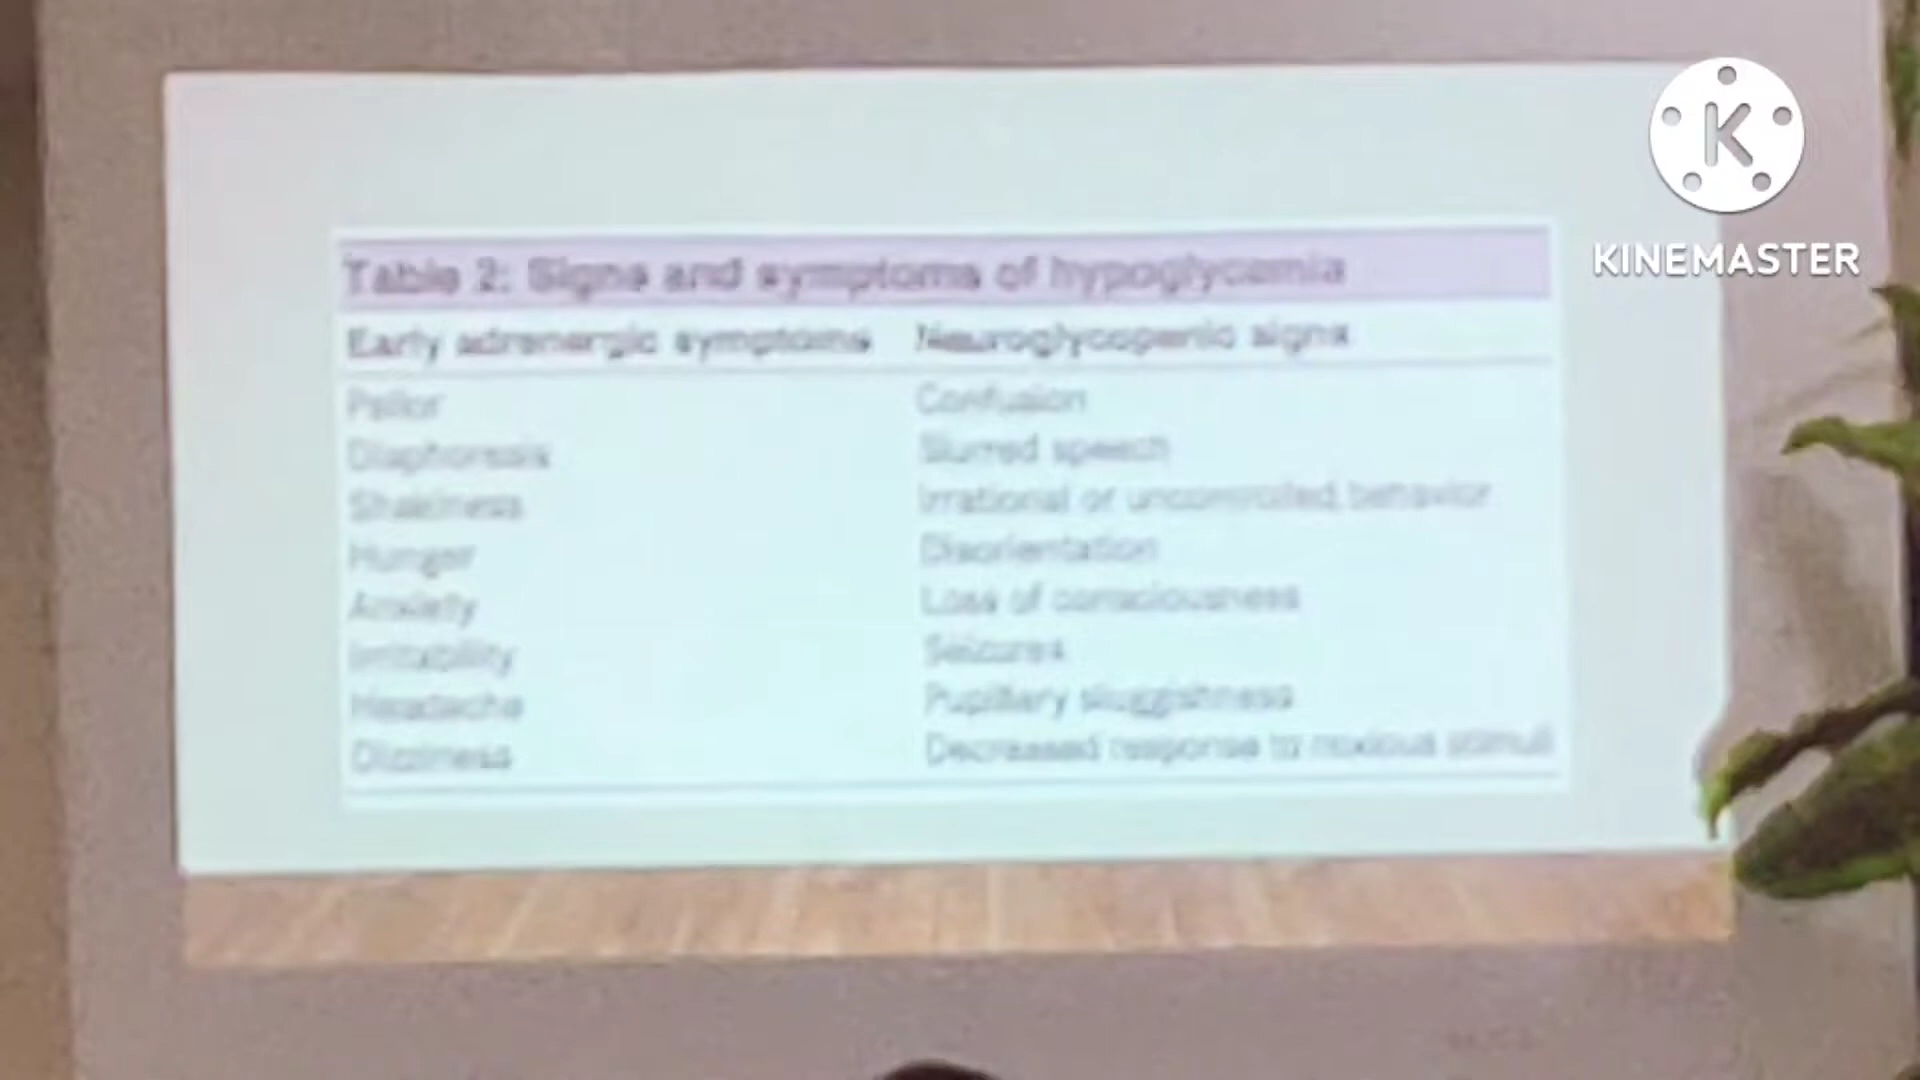 KINEMASTER
Table 2: Signs and symptoms of hypoglycemia
Early adrenergic symptoms Neuroglycopenic signs
Pallor Confusion
Diaphoresis Slurred speech
Shakiness Irrational or uncontrolled behavior
Hunger Disorientation
Anxiety Loss of consciousness
Irritability Seizures
Headache Pupillary sluggishness
Dizziness Decreased response to noxious stimuli